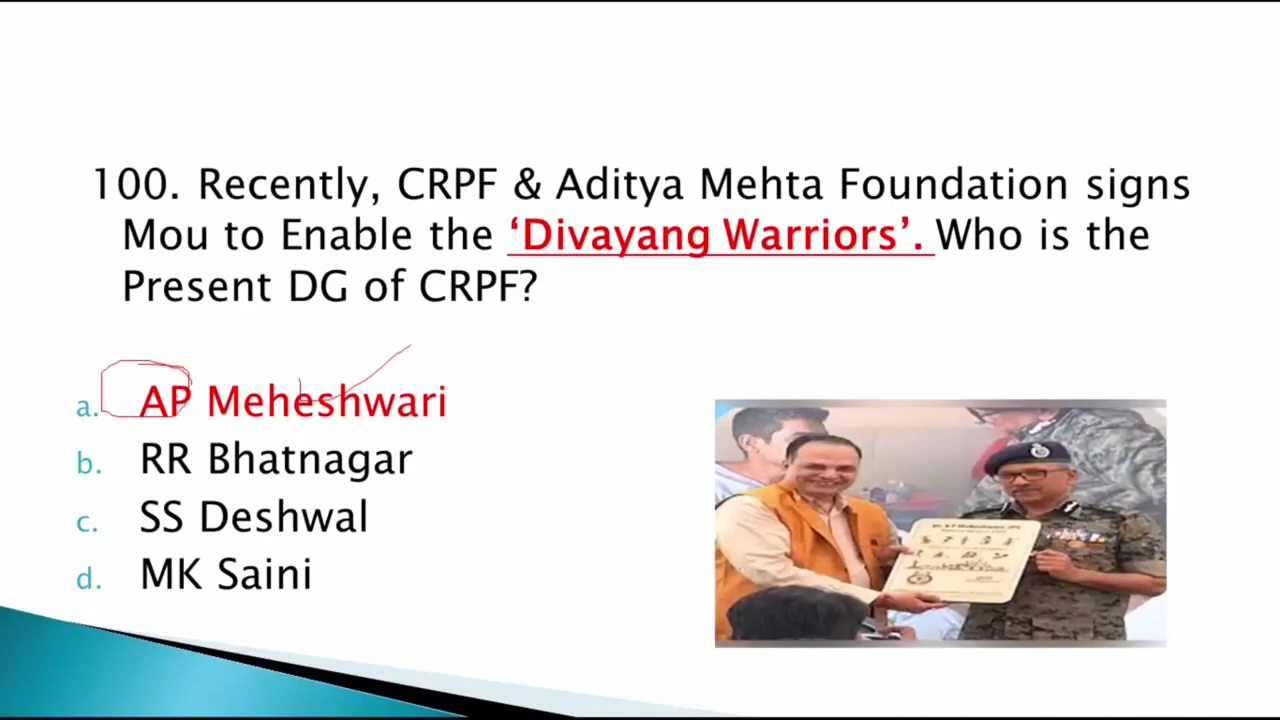 100. Recently, CRPF & Aditya Mehta Foundation signs
Mou to Enable the ‘Divayang Warriors’. Who is the
Present DG of CRPF?
a. AP Meheshwari
b. RR Bhatnagar
c. SS Deshwal
d. MK Saini